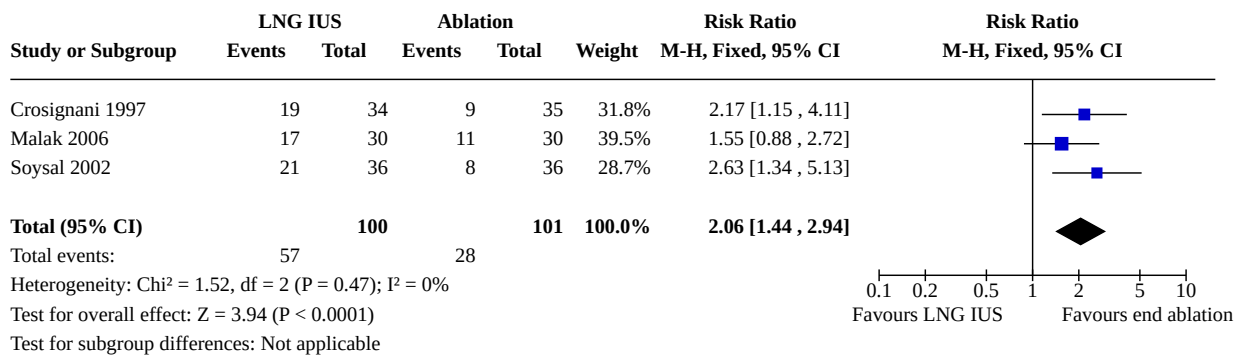 LNG IUS Ablation Risk Ratio Risk Ratio
Study or Subgroup Events Total Events Total Weight M-H, Fixed, 95% CI M-H, Fixed, 95% CI
Crosignani 1997 19 34 9 35 31.8% 2.17 [1.15 , 4.11]
Malak 2006 17 30 11 30 39.5% 1.55 [0.88 , 2.72]
Soysal 2002 21 36 8 36 28.7% 2.63 [1.34 , 5.13]
Total (95% CI) 100 101 100.0% 2.06 [1.44 , 2.94]
Total events: 57 28
Heterogeneity: Chi² = 1.52, df = 2 (P = 0.47); I² = 0%
0.1 0.2 0.5 1 2 5 10
Test for overall effect: Z = 3.94 (P < 0.0001)
Favours LNG IUS Favours end ablation
Test for subgroup differences: Not applicable